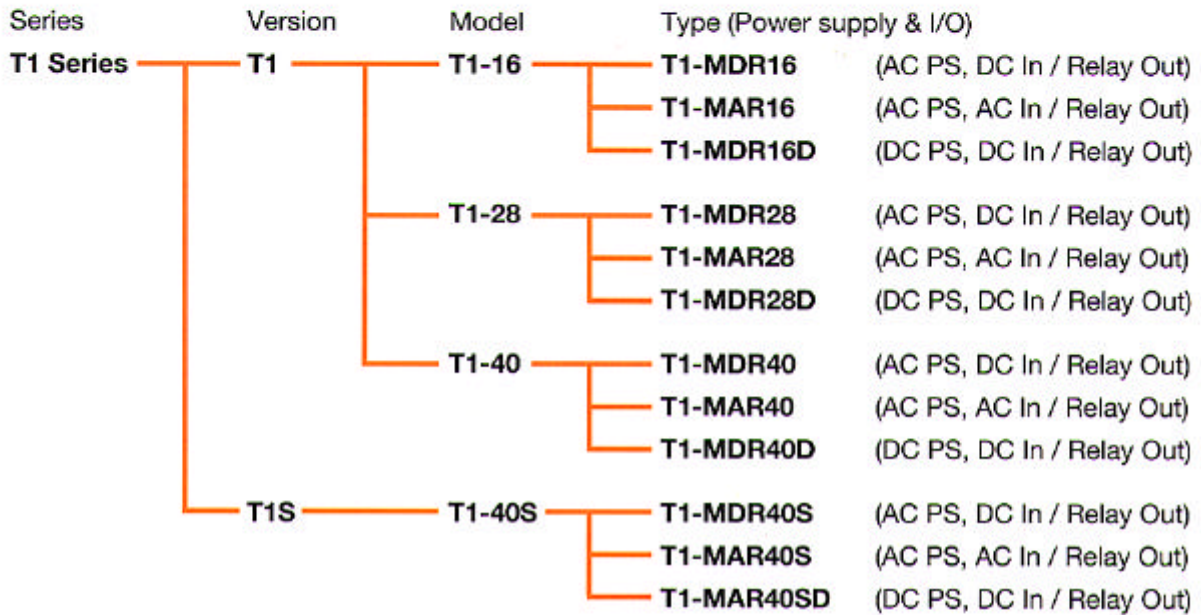 Series Version Model Type (Power supply & I/O)
T1 Series T1 T1-16 T1-MDR16 (AC PS, DC In / Relay Out)
T1-MAR16 (AC PS, AC In / Relay Out)
T1-MDR16D (DC PS, DC In / Relay Out)
T1-28 T1-MDR28 (AC PS, DC In / Relay Out)
T1-MAR28 (AC PS, AC In / Relay Out)
T1-MDR28D (DC PS, DC In / Relay Out)
T1-40 T1-MDR40 (AC PS, DC In / Relay Out)
T1-MAR40 (AC PS, AC In / Relay Out)
T1-MDR40D (DC PS, DC In / Relay Out)
T1S T1-40S T1-MDR40S (AC PS, DC In / Relay Out)
T1-MAR40S (AC PS, AC In / Relay Out)
T1-MAR40SD (DC PS, DC In / Relay Out)